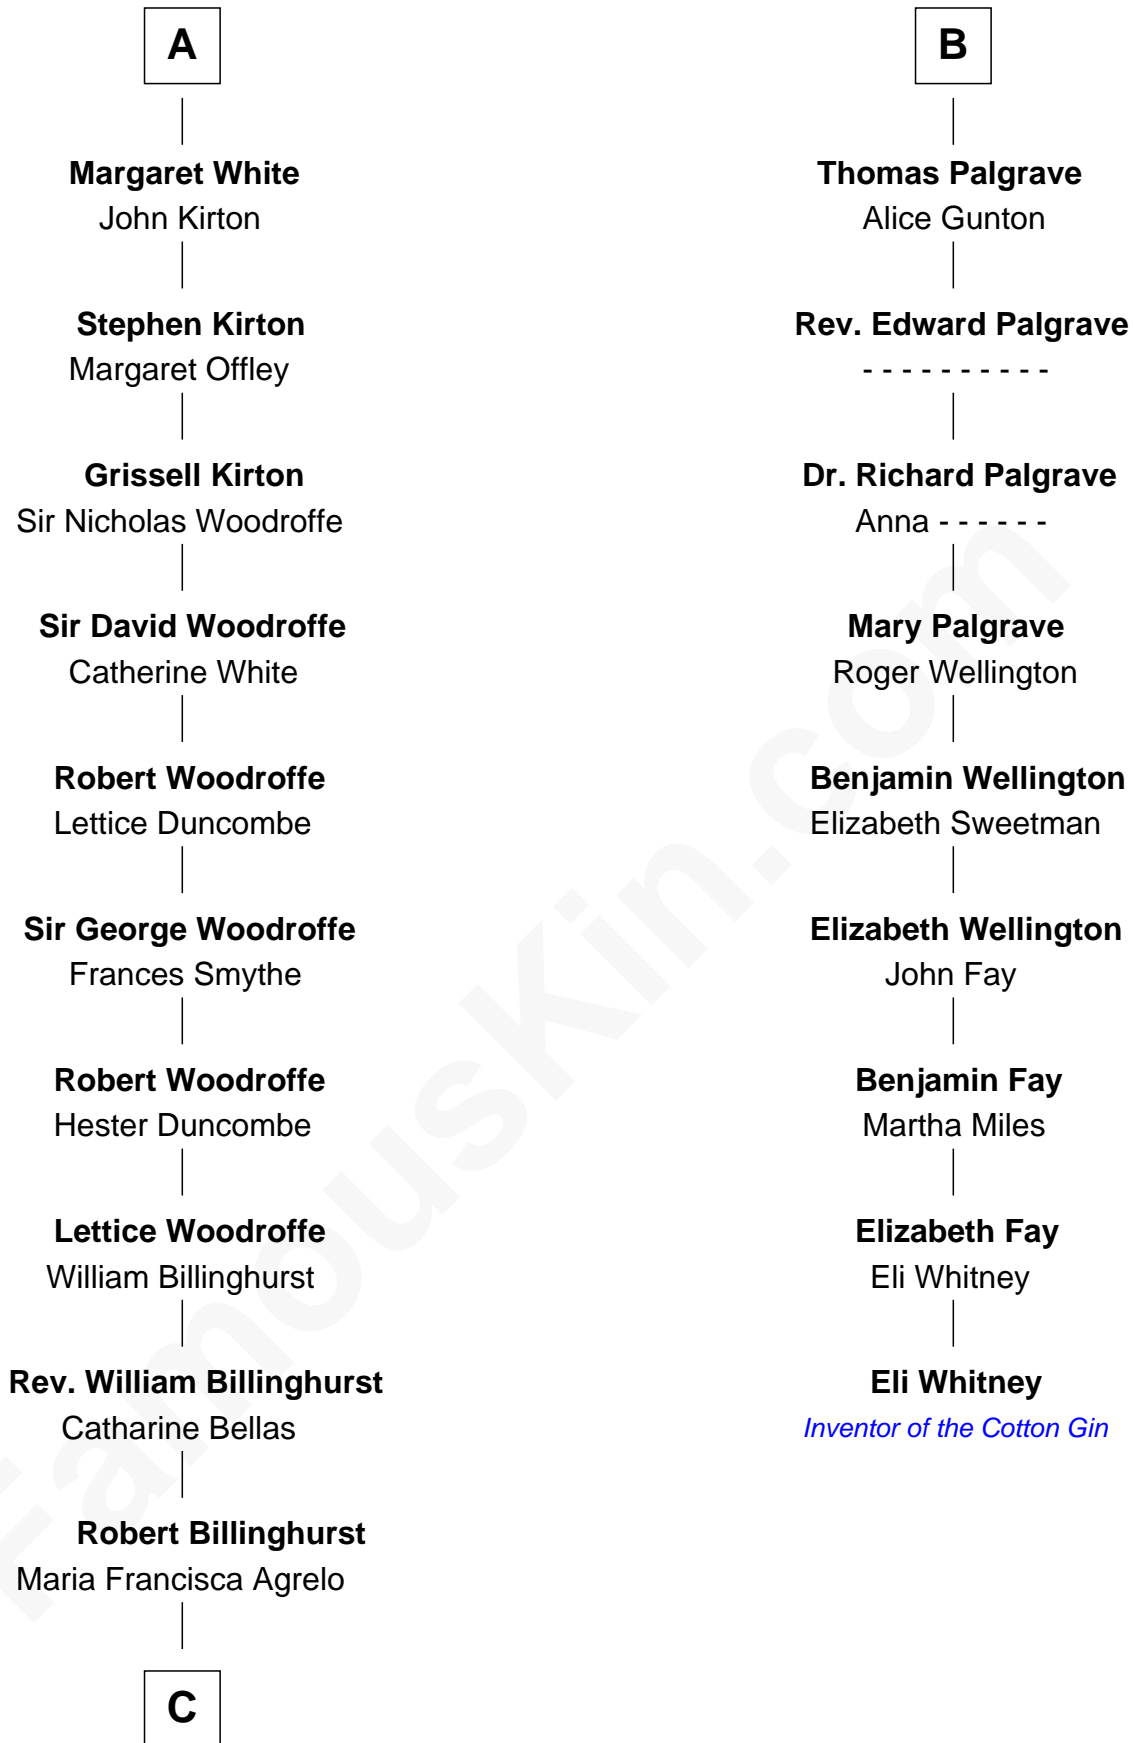 A
Margaret White
John Kirton
Stephen Kirton
Margaret Offley
Grissell Kirton
Sir Nicholas Woodroffe
Sir David Woodroffe
Catherine White
Robert Woodroffe
Lettice Duncombe
Sir George Woodroffe
Frances Smythe
Robert Woodroffe
Hester Duncombe
Lettice Woodroffe
William Billinghurst
Rev. William Billinghurst
Catharine Bellas
Robert Billinghurst
Maria Francisca Agrelo
C
B
Thomas Palgrave
Alice Gunton
Rev. Edward Palgrave
- - - - - - - - - -
Dr. Richard Palgrave
Anna - - - - - -
Mary Palgrave
Roger Wellington
Benjamin Wellington
Elizabeth Sweetman
Elizabeth Wellington
John Fay
Benjamin Fay
Martha Miles
Elizabeth Fay
Eli Whitney
Eli Whitney
Inventor of the Cotton Gin
FamousKin.com